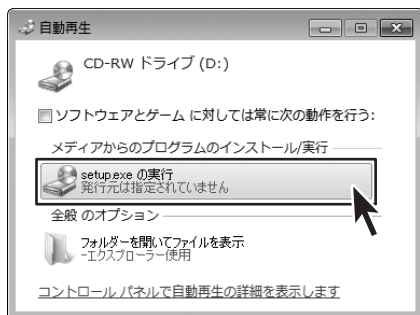 自動再生
CD-RW ドライブ (D:)
ソフトウェアとゲーム に対しては常に次の動作を行う:
メディアからのプログラムのインストール/実行
setup.exe の実行
発行元は指定されていません
全般 のオプション
フォルダーを開いてファイルを表示
-エクスプローラー使用
コントロール パネルで自動再生の詳細を表示します